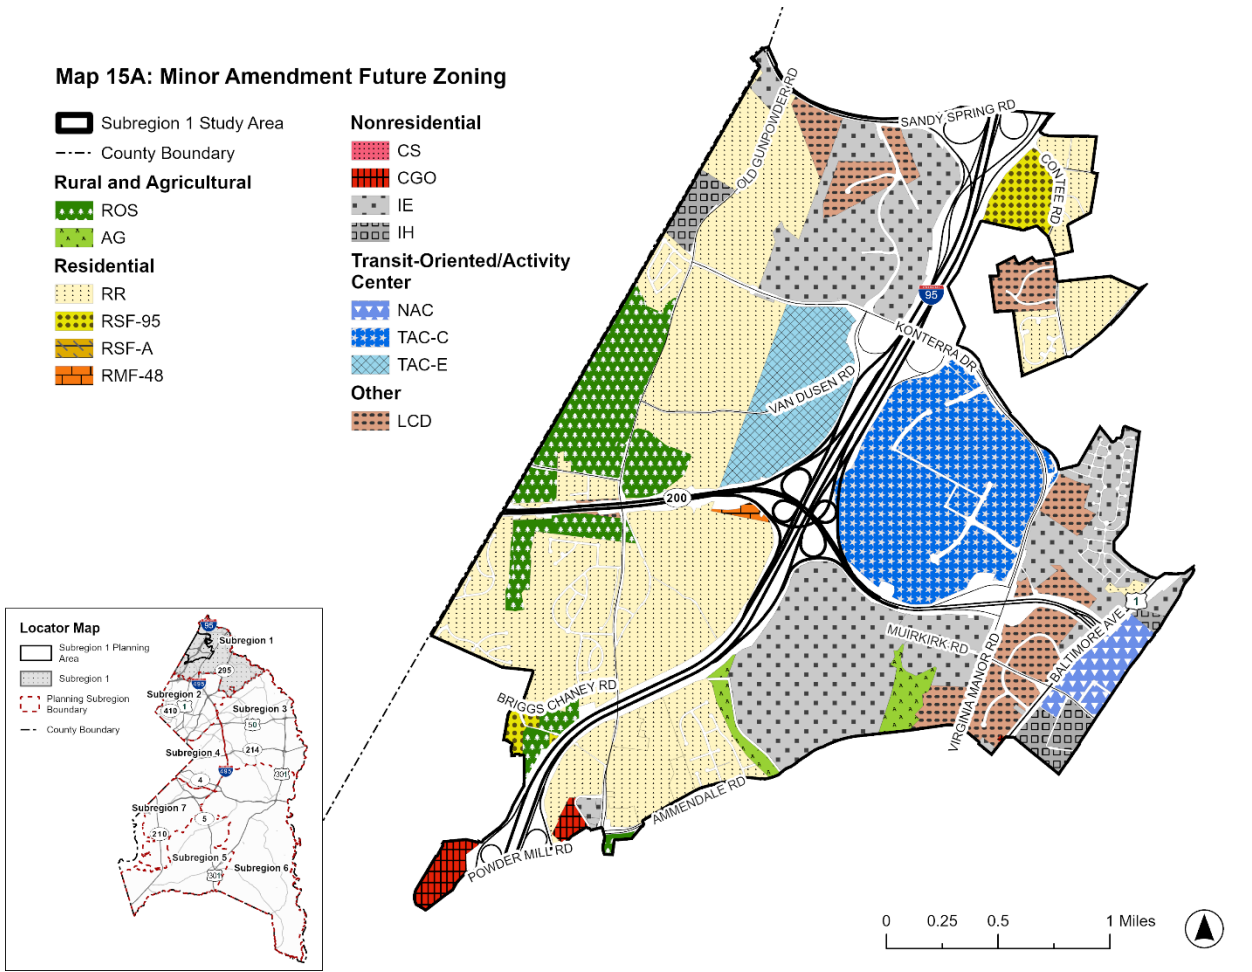 Map 15A: Minor Amendment Future Zoning
Subregion 1 Study Area
County Boundary
Rural and Agricultural
ROS
AG
Residential
RR
RSF-95
RSF-A
RMF-48
Nonresidential
CS
CGO
IE
IH
Transit-Oriented/Activity
Center
NAC
TAC-C
TAC-E
Other
LCD
OLD GUNPOWDER RD
SANDY SPRING RD
CONTEE RD
95
KONTERRA DR
VAN DUSEN RD
200
1
BALTIMORE AVE
MUIRKIRK RD
VIRGINIA MANOR RD
BRIGGS CHANEY RD
AMMENDALE RD
POWDER MILL RD
0 0.25 0.5 1 Miles
Locator Map
Subregion 1 Planning
Area
Subregion 1
Planning Subregion
Boundary
County Boundary
95
Subregion 1
295
495
Subregion 2
1
410
Subregion 3
50
Subregion 4
214
301
495
4
Subregion 7
5
210
Subregion 5
301
Subregion 6